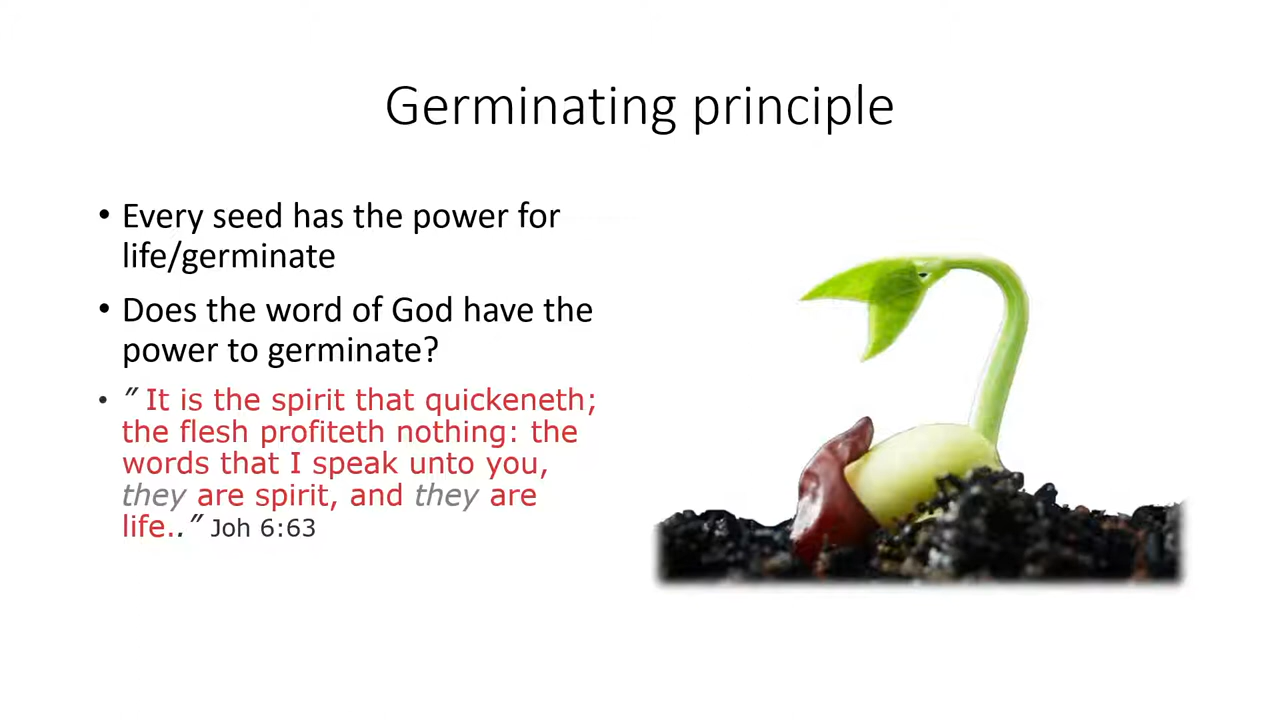 Germinating principle
• Every seed has the power for
life/germinate
• Does the word of God have the
power to germinate?
• ” It is the spirit that quickeneth;
the flesh profiteth nothing: the
words that I speak unto you,
they are spirit, and they are
life..” Joh 6:63